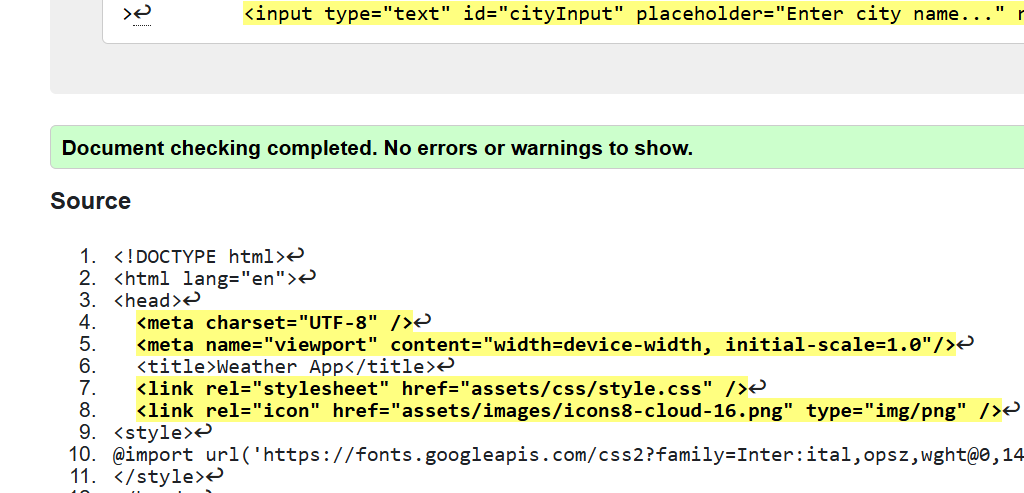 >↩        <input type="text" id="cityInput" placeholder="Enter city name..."
Document checking completed. No errors or warnings to show.
Source
1. <!DOCTYPE html>↩
2. <html lang="en">↩
3. <head>↩
4.   <meta charset="UTF-8" />↩
5.   <meta name="viewport" content="width=device-width, initial-scale=1.0"/>↩
6.   <title>Weather App</title>↩
7.   <link rel="stylesheet" href="assets/css/style.css" />↩
8.   <link rel="icon" href="assets/images/icons8-cloud-16.png" type="img/png" />↩
9. <style>↩
10. @import url('https://fonts.googleapis.com/css2?family=Inter:ital,opsz,wght@0,14
11. </style>↩